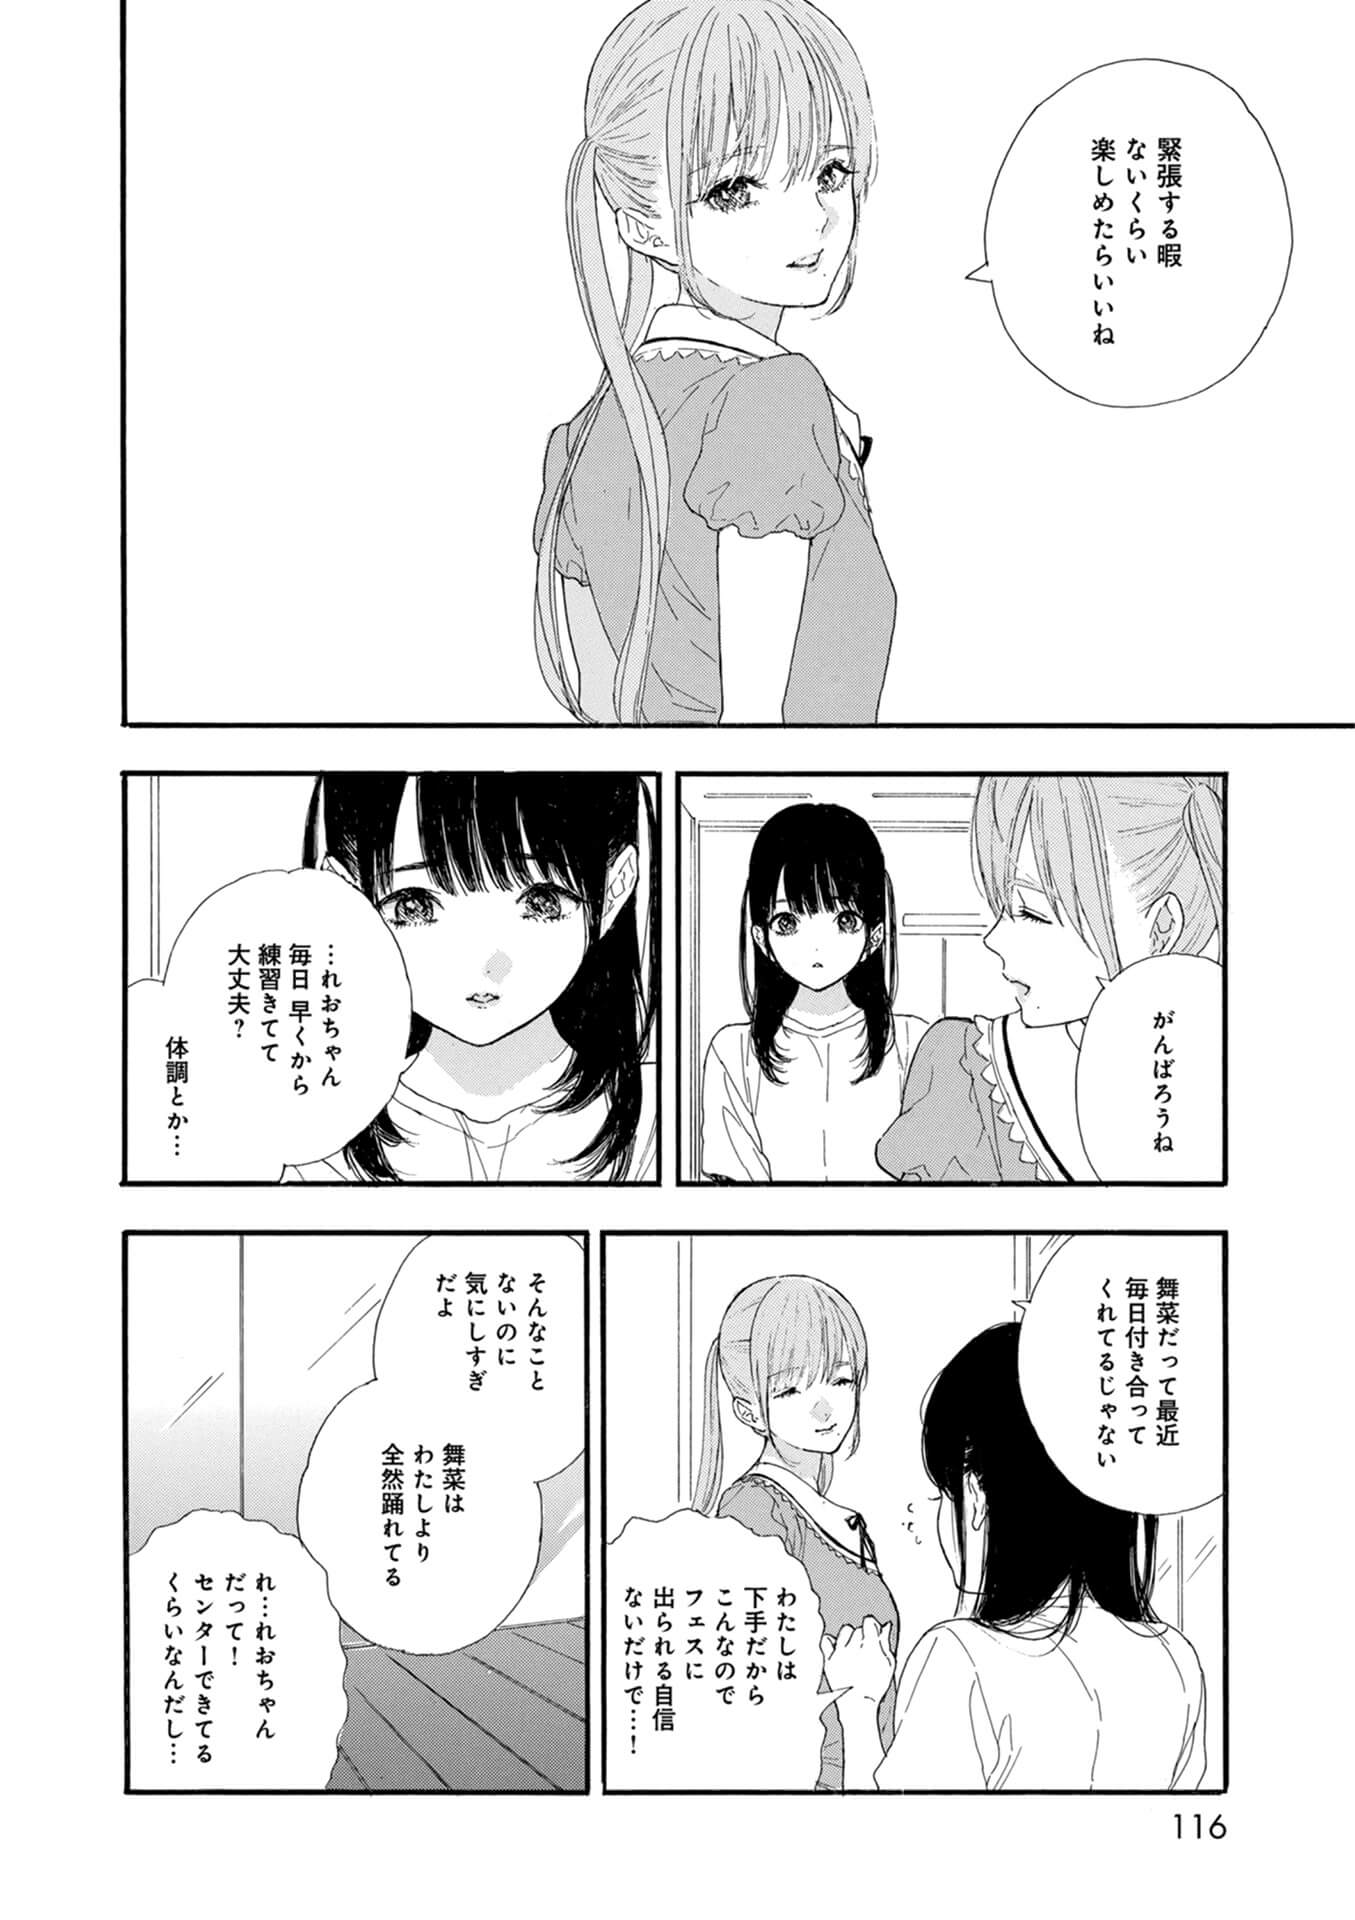 緊張する暇
ないくらい
楽しめたらいいね
がんばろうね
…れおちゃん
毎日 早くから
練習きてて
大丈夫?
体調とか…
舞菜だって最近
毎日付き合って
くれてるじゃない
わたしは
下手だから
こんなので
フェスに
出られる自信
ないだけで…!
そんなこと
ないのに
気にしすぎ
だよ
舞菜は
わたしより
全然踊れてる
れ…れおちゃん
だって!
センターできてる
くらいなんだし…
116